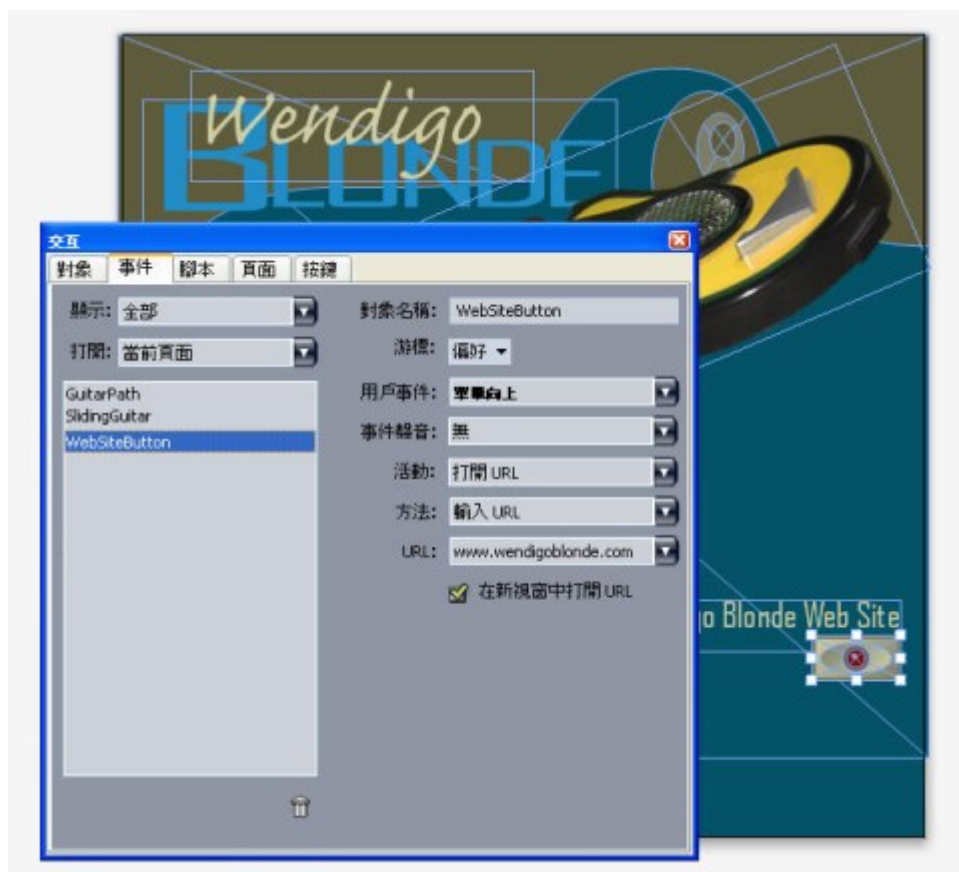 Wendigo
BLONDE
交互
對象 事件 腳本 頁面 按鍵
顯示: 全部
打開: 當前頁面
GuitarPath
SlidingGuitar
WebSiteButton
對象名稱: WebSiteButton
游標: 偏好
用戶事件: 單擊向上
事件聲音: 無
活動: 打開 URL
方法: 輸入 URL
URL: www.wendigoblonde.com
在新視窗中打開 URL
o Blonde Web Site